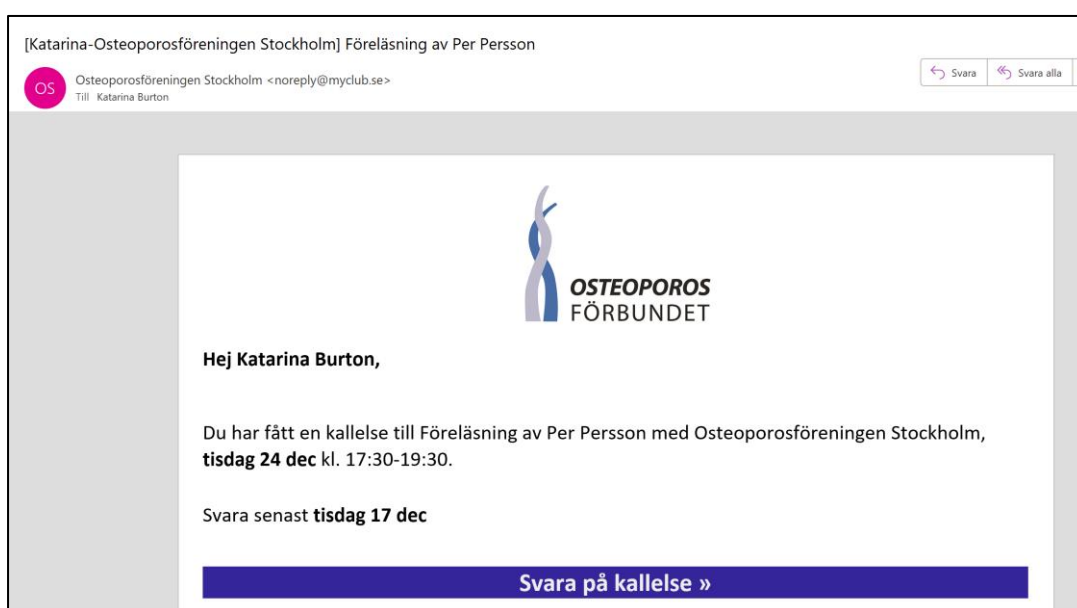 [Katarina-Osteoporosföreningen Stockholm] Föreläsning av Per Persson
OS
Osteoporosföreningen Stockholm <noreply@myclub.se>
Till Katarina Burton
Svara
Svara alla
OSTEOPOROS
FÖRBUNDET
Hej Katarina Burton,
Du har fått en kallelse till Föreläsning av Per Persson med Osteoporosföreningen Stockholm,
tisdag 24 dec kl. 17:30-19:30.
Svara senast tisdag 17 dec
Svara på kallelse »